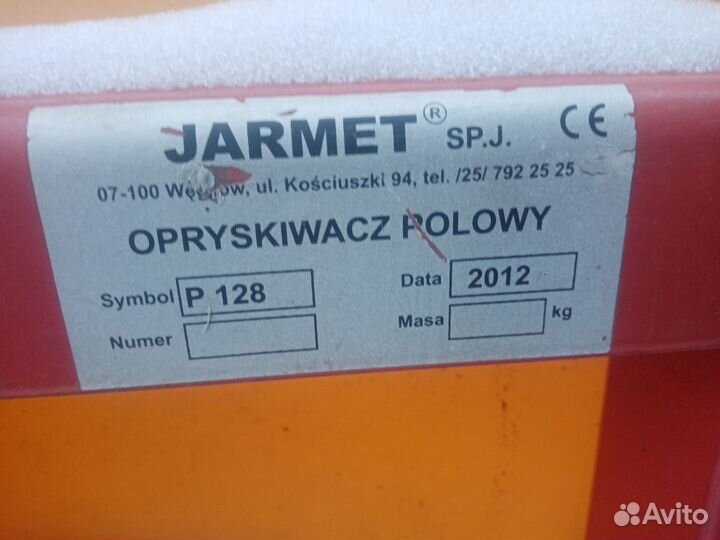 JARMET® SP.J. CE
07-100 Węgrów, ul. Kościuszki 94, tel. /25/ 792 25 25
OPRYSKIWACZ POLOWY
Symbol P 128 Data 2012
Numer Masa kg
Avito